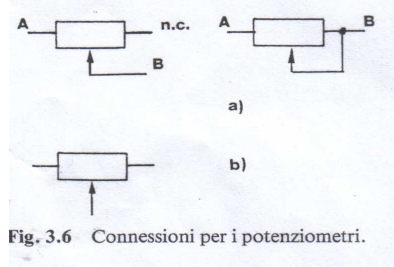 A n.c. A B
B
a)
b)
Fig. 3.6 Connessioni per i potenziometri.